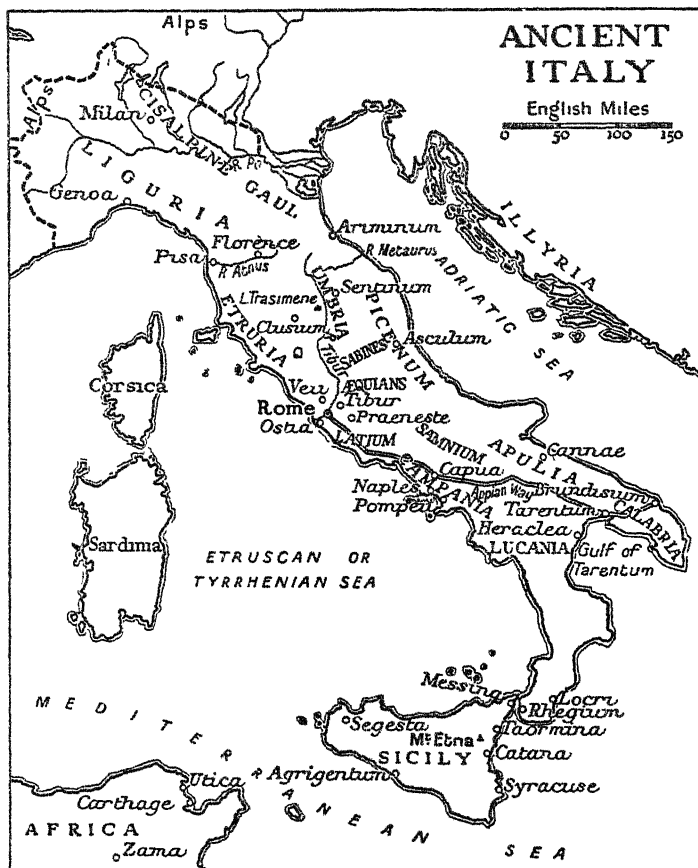 Alps
ANCIENT
ITALY
English Miles
0 50 100 150
Alps
Milan
CISALPINE GAUL
R. Po
LIGURIA
Genoa
ILLYRIA
Ariminum
Florence
Pisa
R Arnus
R. Metaurus
ADRIATIC SEA
UMBRIA
Sentinum
L. Trasimene
PICENUM
Clusium
ETRURIA
Asculum
Tibur
SABINES
Corsica
Veii
ÆQUIANS
Tibur
Rome
Praeneste
Ostia
LATIUM
SAMNIUM
APULIA
Cannae
Capua
CAMPANIA
Naples
Appian Way
Brundisium
Pompeii
Tarentum
CALABRIA
Heraclea
LUCANIA
Gulf of
Tarentum
Sardinia
ETRUSCAN OR
TYRRHENIAN SEA
Messina
Locri
Rhegium
MEDITERRANEAN SEA
Segesta
Taormina
Mt. Etna
SICILY
Catana
Utica
Agrigentum
Syracuse
Carthage
AFRICA
Zama